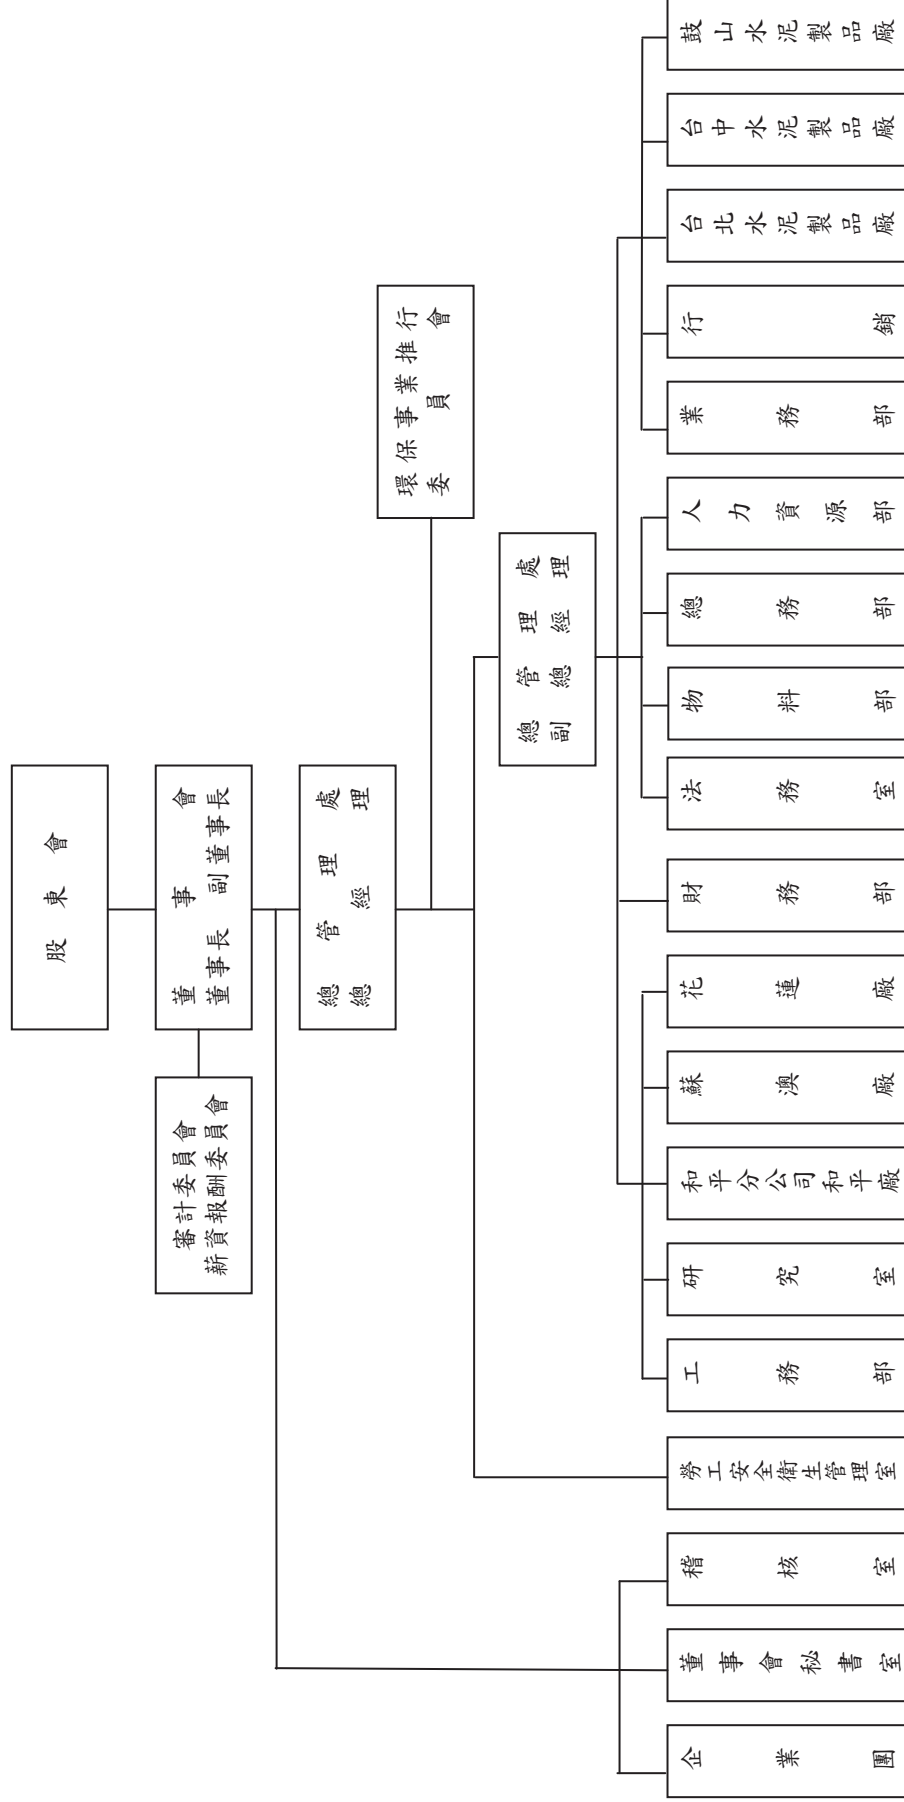 股東會
董事會
董事長 副董事長
審計委員會
薪資報酬委員會
總管理處
總經理
環保事業推行
委員會
總管理處
副總經理
企業團
董事會秘書室
稽核室
勞工安全衛生管理室
工務部
研究室
和平分公司和平廠
蘇澳廠
花蓮廠
財務部
法務室
物料部
總務部
人力資源部
業務部
行銷
台北水泥製品廠
台中水泥製品廠
鼓山水泥製品廠